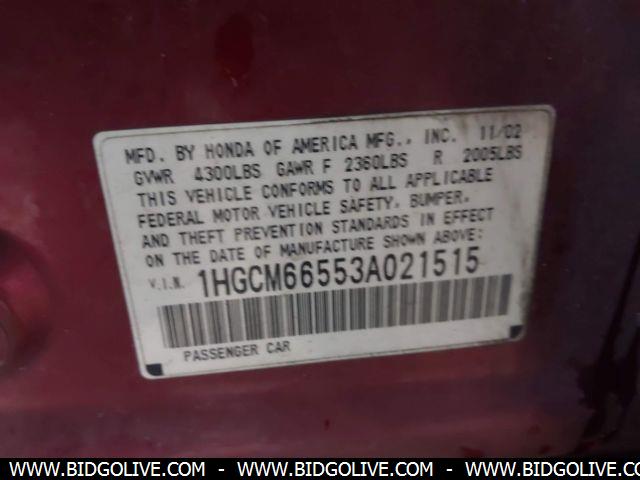 MFD. BY HONDA OF AMERICA MFG., INC. 11/02
GVWR 4300LBS GAWR F 2360LBS R 2005LBS
THIS VEHICLE CONFORMS TO ALL APPLICABLE
FEDERAL MOTOR VEHICLE SAFETY, BUMPER,
AND THEFT PREVENTION STANDARDS IN EFFECT
ON THE DATE OF MANUFACTURE SHOWN ABOVE:
V.I.N. 1HGCM66553A021515
PASSENGER CAR
WWW.BIDGOLIVE.COM - WWW.BIDGOLIVE.COM - WWW.BIDGOLIVE.COM